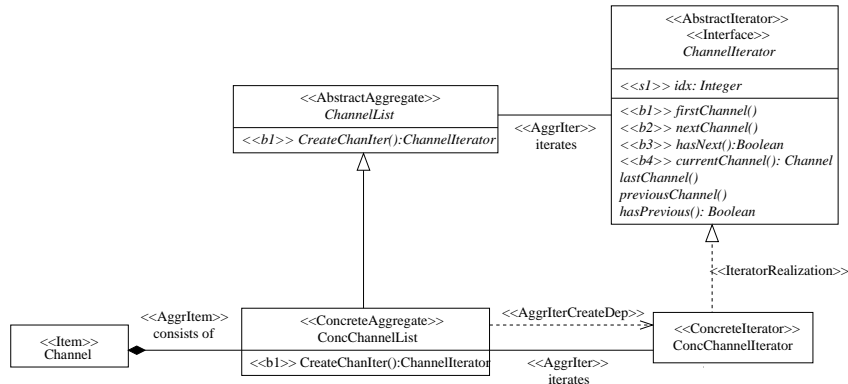 <<AbstractIterator>>
<<Interface>>
ChannelIterator
<<s1>> idx: Integer
<<b1>> firstChannel()
<<b2>> nextChannel()
<<b3>> hasNext():Boolean
<<b4>> currentChannel(): Channel
lastChannel()
previousChannel()
hasPrevious(): Boolean
<<AbstractAggregate>>
ChannelList
<<b1>> CreateChanIter():ChannelIterator
<<AggrIter>>
iterates
<<IteratorRealization>>
<<AggrItem>>
consists of
<<Item>>
Channel
<<ConcreteAggregate>>
ConcChannelList
<<b1>> CreateChanIter():ChannelIterator
<<AggrIterCreateDep>>
<<AggrIter>>
iterates
<<ConcreteIterator>>
ConcChannelIterator